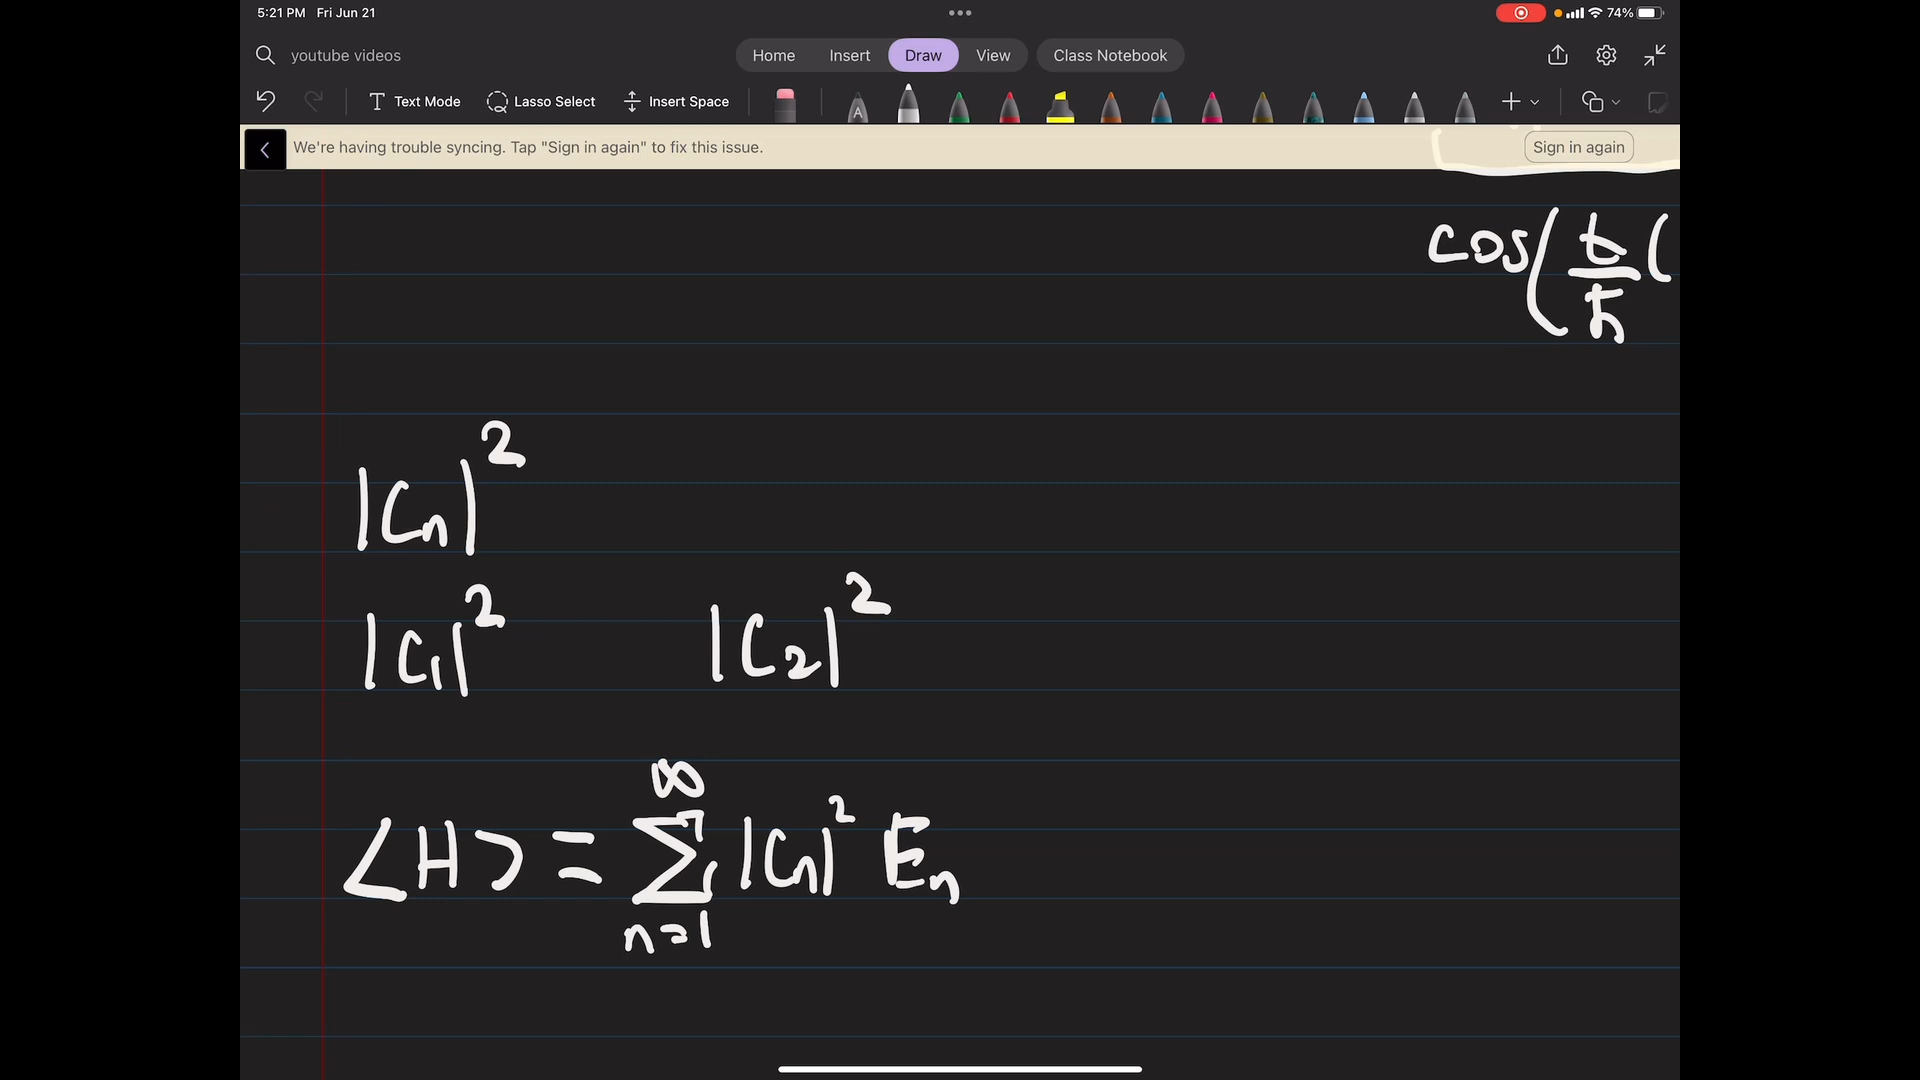 5:21 PM Fri Jun 21
74%
youtube videos
Home Insert Draw View Class Notebook
Text Mode Lasso Select Insert Space
A
We're having trouble syncing. Tap "Sign in again" to fix this issue. Sign in again
cos(t/ħ (
|Cn|²
|C₁|² |C₂|²
<H> = ∑_{n=1}^{∞} |Cn|² En